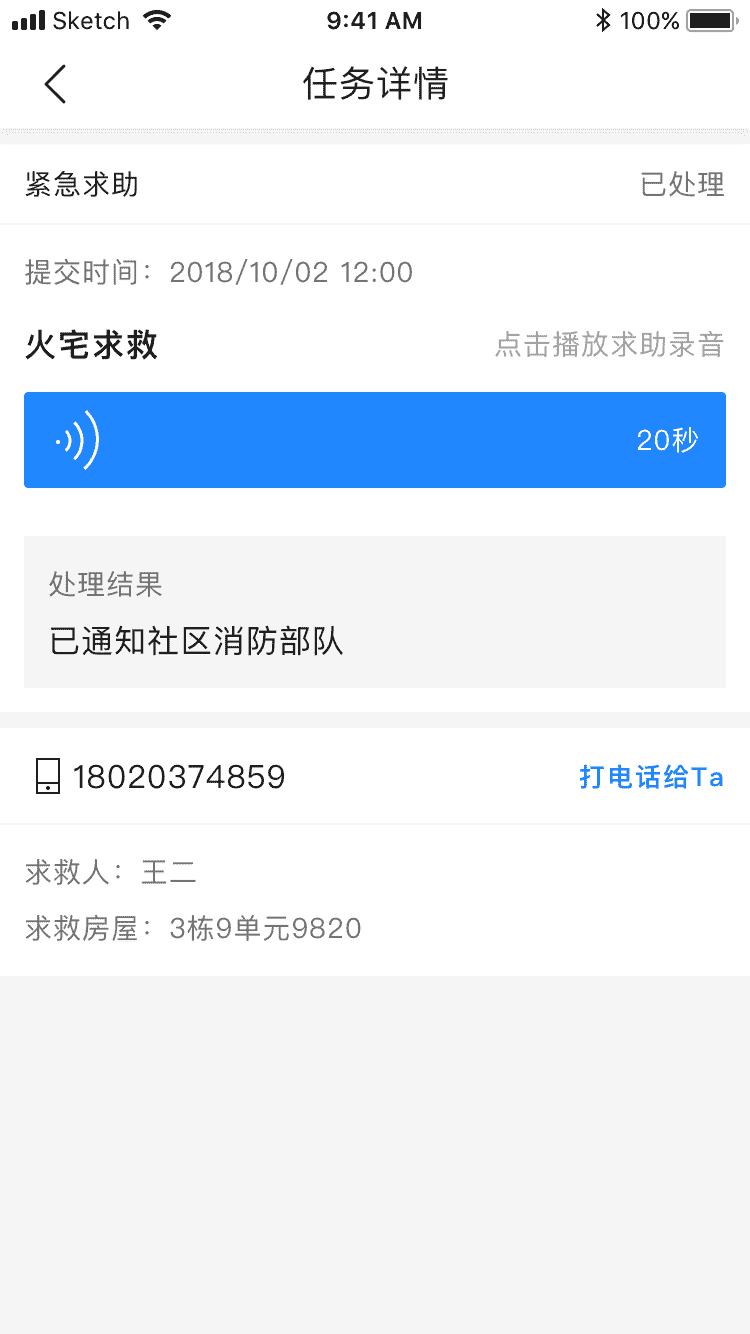 Sketch 9:41 AM 100%
任务详情
紧急求助 已处理
提交时间：2018/10/02 12:00
火宅求救 点击播放求助录音
20秒
处理结果
已通知社区消防部队
18020374859 打电话给Ta
求救人：王二
求救房屋：3栋9单元9820